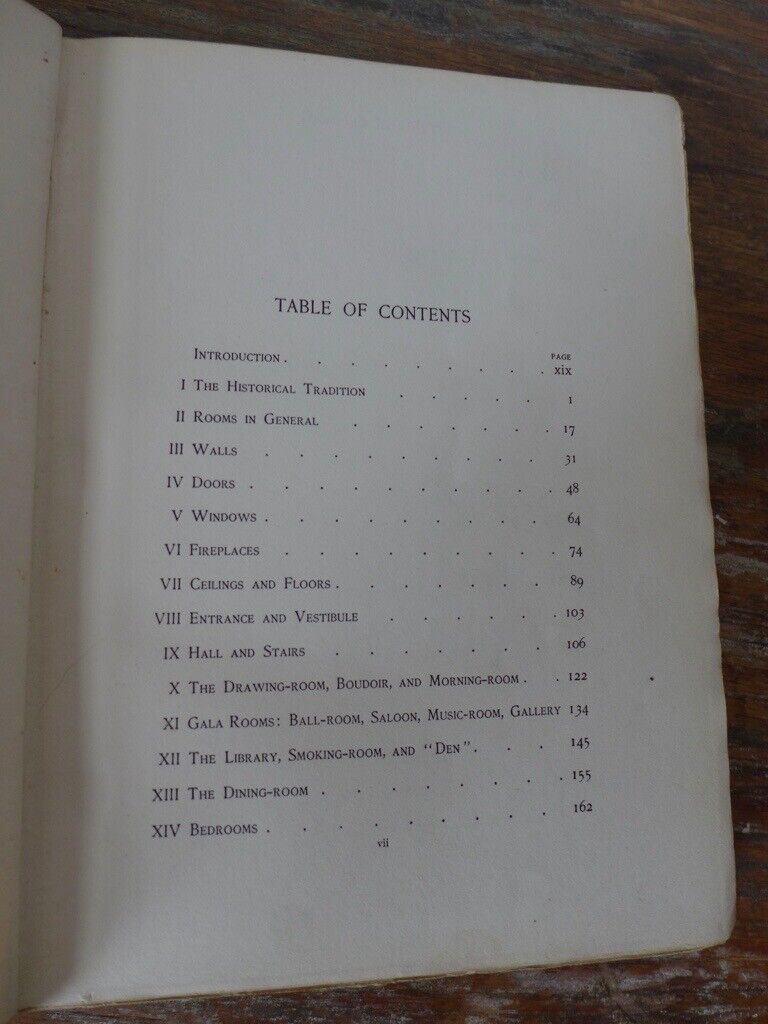 TABLE OF CONTENTS
PAGE
INTRODUCTION . . . . . . . . . xix
I THE HISTORICAL TRADITION . . . . . 1
II ROOMS IN GENERAL . . . . . . . 17
III WALLS . . . . . . . . . 31
IV DOORS . . . . . . . . . . 48
V WINDOWS . . . . . . . . . 64
VI FIREPLACES . . . . . . . . . 74
VII CEILINGS AND FLOORS . . . . . . . 89
VIII ENTRANCE AND VESTIBULE . . . . . . 103
IX HALL AND STAIRS . . . . . . . 106
X THE DRAWING-ROOM, BOUDOIR, AND MORNING-ROOM . . 122
XI GALA ROOMS: BALL-ROOM, SALOON, MUSIC-ROOM, GALLERY 134
XII THE LIBRARY, SMOKING-ROOM, AND "DEN" . . . 145
XIII THE DINING-ROOM . . . . . . . 155
XIV BEDROOMS . . . . . . . . . 162
vii